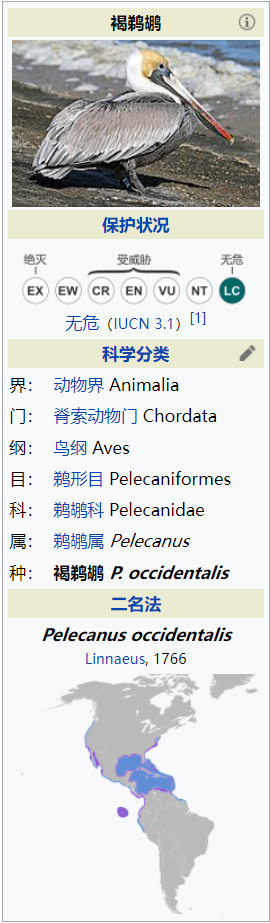 褐鹈鹕
保护状况
绝灭 受威胁 无危
EX EW CR EN VU NT LC
无危（IUCN 3.1）[1]
科学分类
界： 动物界 Animalia
门： 脊索动物门 Chordata
纲： 鸟纲 Aves
目： 鹈形目 Pelecaniformes
科： 鹈鹕科 Pelecanidae
属： 鹈鹕属 Pelecanus
种： 褐鹈鹕 P. occidentalis
二名法
Pelecanus occidentalis
Linnaeus, 1766